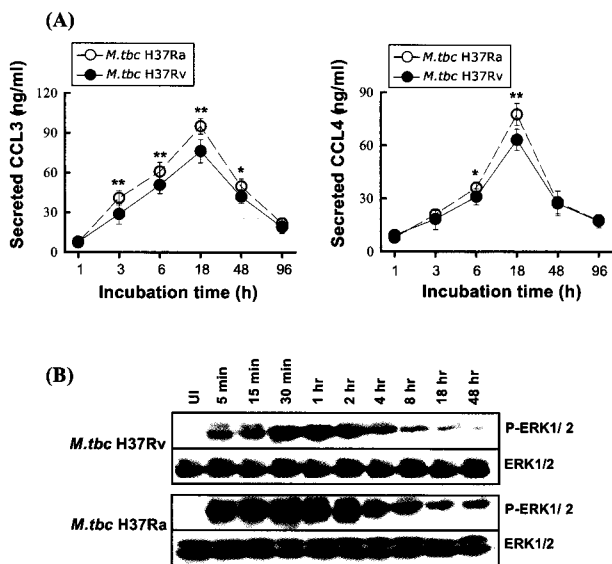 (A)
M.tbc H37Ra
M.tbc H37Rv
Secreted CCL3 (ng/ml)
120
90
60
30
0
** ** ** *
1 3 6 18 48 96
Incubation time (h)
M.tbc H37Ra
M.tbc H37Rv
Secreted CCL4 (ng/ml)
90
60
30
0
* **
1 3 6 18 48 96
Incubation time (h)
(B)
UI 5 min 15 min 30 min 1 hr 2 hr 4 hr 8 hr 18 hr 48 hr
M.tbc H37Rv
P-ERK1/ 2
ERK1/2
M.tbc H37Ra
P-ERK1/ 2
ERK1/2